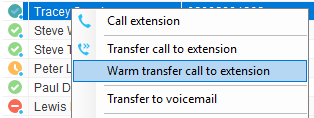 Tracey
Call extension
Steve
Steve T
Transfer call to extension
Peter L
Warm transfer call to extension
Paul D
Transfer to voicemail
Lewis